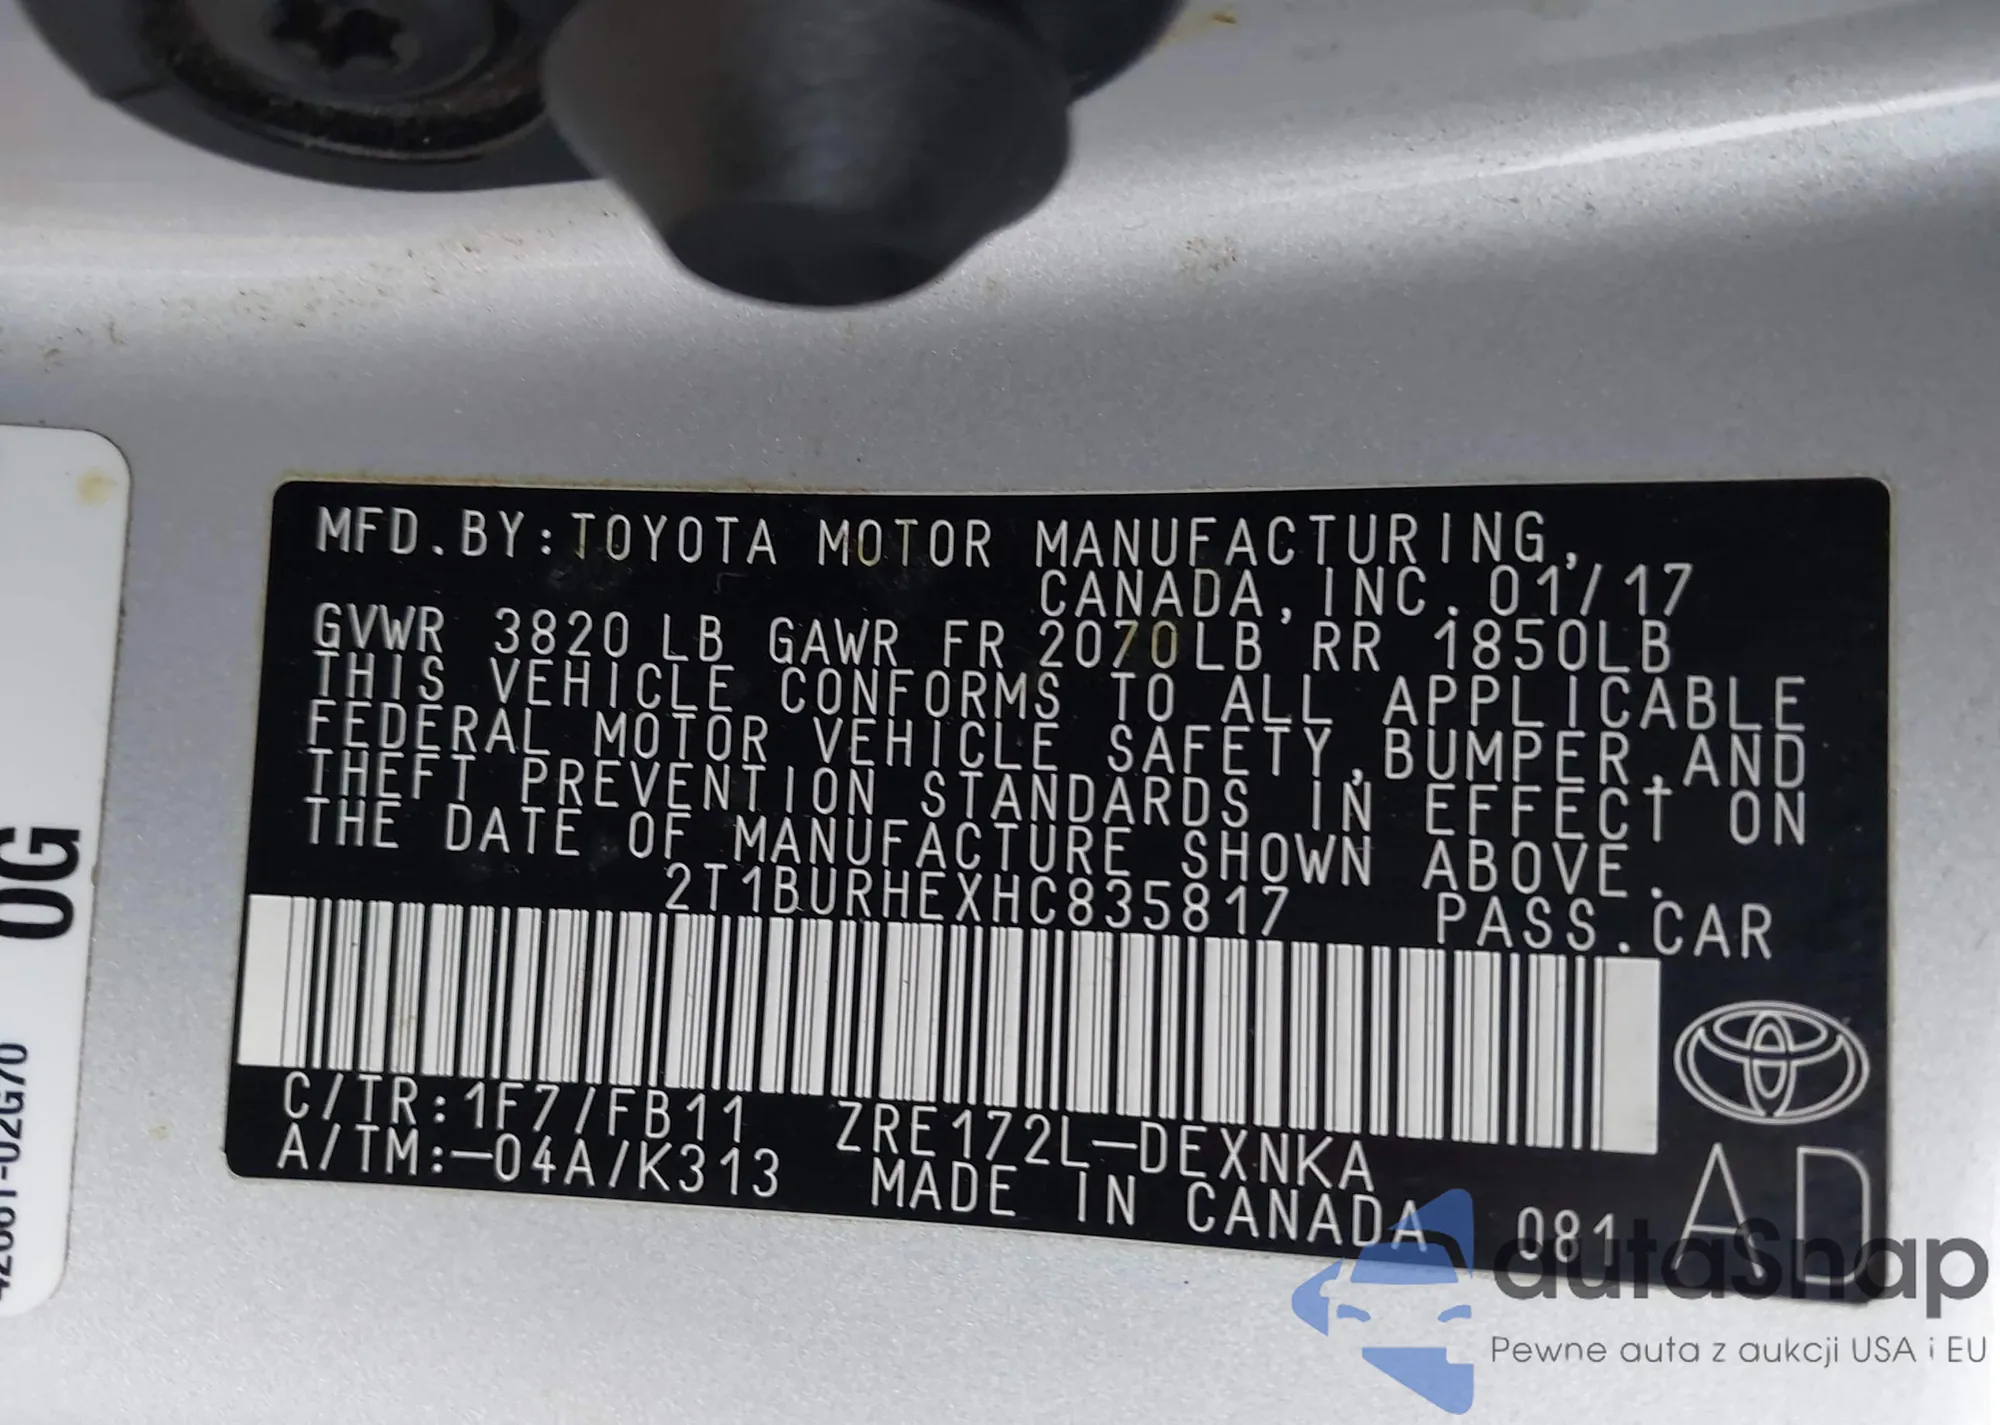 MFD.BY:TOYOTA MOTOR MANUFACTURING,
CANADA,INC.01/17
GVWR 3820 LB GAWR FR 2070LB RR 1850LB
THIS VEHICLE CONFORMS TO ALL APPLICABLE
FEDERAL MOTOR VEHICLE SAFETY,BUMPER,AND
THEFT PREVENTION STANDARDS IN EFFECT ON
THE DATE OF MANUFACTURE SHOWN ABOVE.
2T1BURHEXHC835817 PASS.CAR
C/TR:1F7/FB11 ZRE172L-DEXNKA
A/TM:-04A/K313 MADE IN CANADA 081
AD
0G
42661-02G70
autoSnap
Pewne auta z aukcji USA i EU